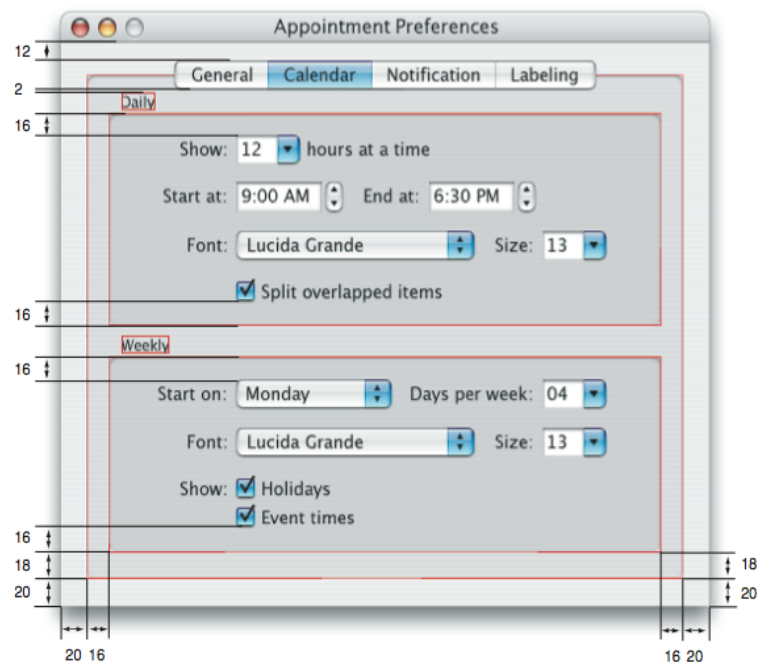 Appointment Preferences
12
General Calendar Notification Labeling
2
Daily
16
Show: 12 hours at a time
Start at: 9:00 AM End at: 6:30 PM
Font: Lucida Grande Size: 13
Split overlapped items
16
Weekly
16
Start on: Monday Days per week: 04
Font: Lucida Grande Size: 13
Show: Holidays
Event times
16
18 18
20 20
20 16 16 20